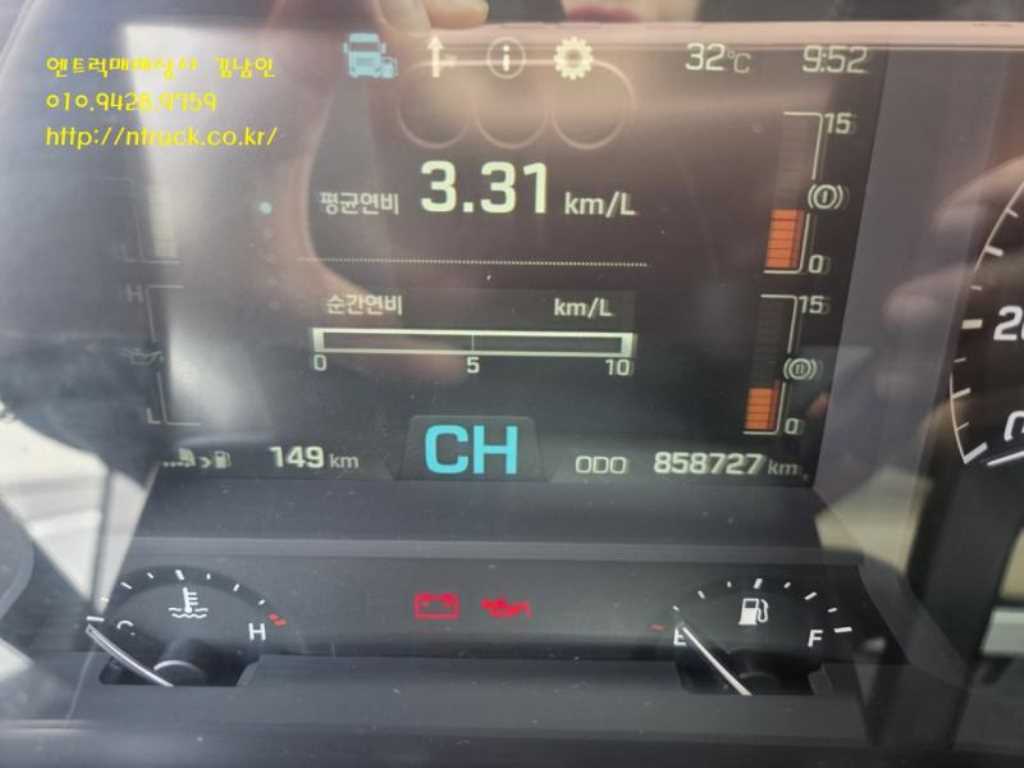 엔트럭매매상사 김남인
010.9428.9759
http://ntruck.co.kr/
32°C 9:52
평균연비 3.31 km/L
15
0
순간연비 km/L
0 5 10
15
0
H
L
149 km CH ODO 858727 km
C H
E F